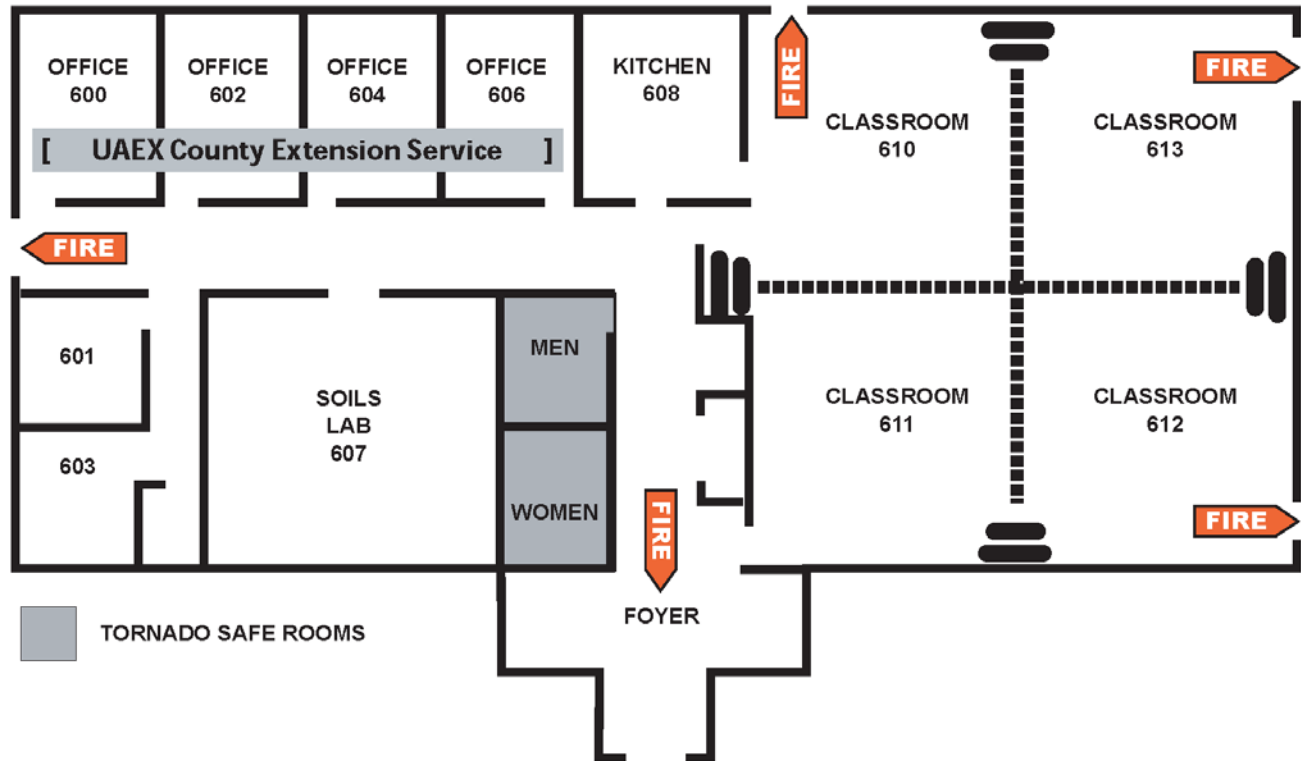 OFFICE
600
OFFICE
602
OFFICE
604
OFFICE
606
KITCHEN
608
FIRE
CLASSROOM
610
CLASSROOM
613
FIRE
[ UAEX County Extension Service ]
FIRE
601
603
SOILS
LAB
607
MEN
WOMEN
FIRE
CLASSROOM
611
CLASSROOM
612
FIRE
FOYER
TORNADO SAFE ROOMS